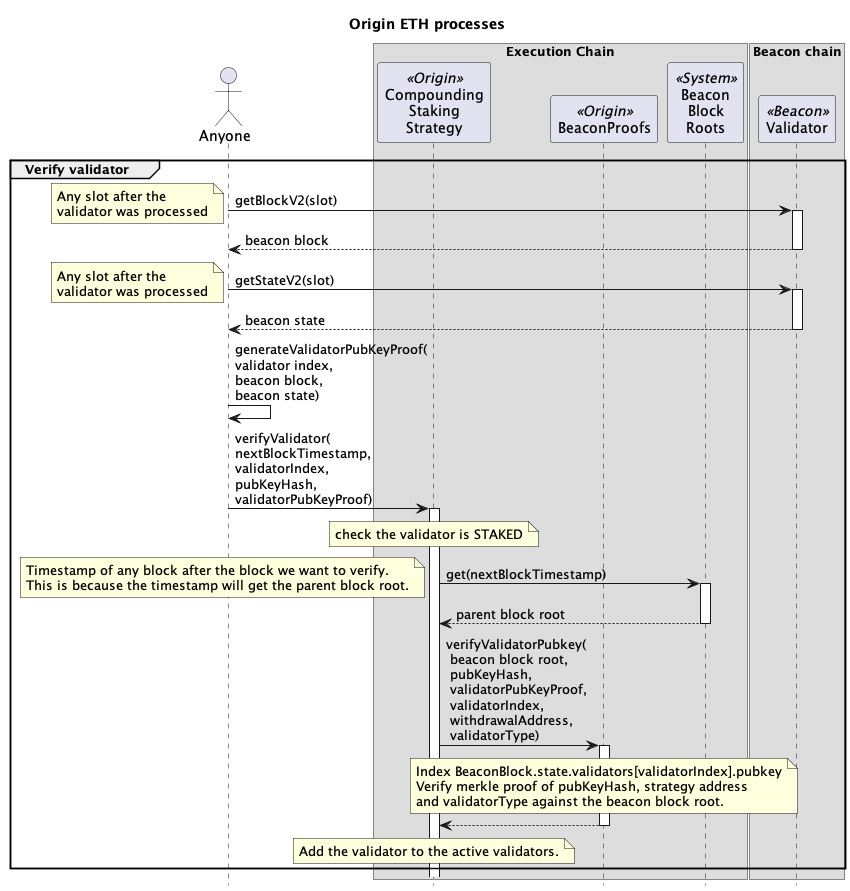 Origin ETH processes
Execution Chain
Beacon chain
«Origin»
Compounding
Staking
Strategy
«Origin»
BeaconProofs
«System»
Beacon
Block
Roots
«Beacon»
Validator
Anyone
Verify validator
Any slot after the
validator was processed
getBlockV2(slot)
beacon block
Any slot after the
validator was processed
getStateV2(slot)
beacon state
generateValidatorPubKeyProof(
validator index,
beacon block,
beacon state)
verifyValidator(
nextBlockTimestamp,
validatorIndex,
pubKeyHash,
validatorPubKeyProof)
check the validator is STAKED
Timestamp of any block after the block we want to verify.
This is because the timestamp will get the parent block root.
get(nextBlockTimestamp)
parent block root
verifyValidatorPubkey(
beacon block root,
pubKeyHash,
validatorPubKeyProof,
validatorIndex,
withdrawalAddress,
validatorType)
Index BeaconBlock.state.validators[validatorIndex].pubkey
Verify merkle proof of pubKeyHash, strategy address
and validatorType against the beacon block root.
Add the validator to the active validators.